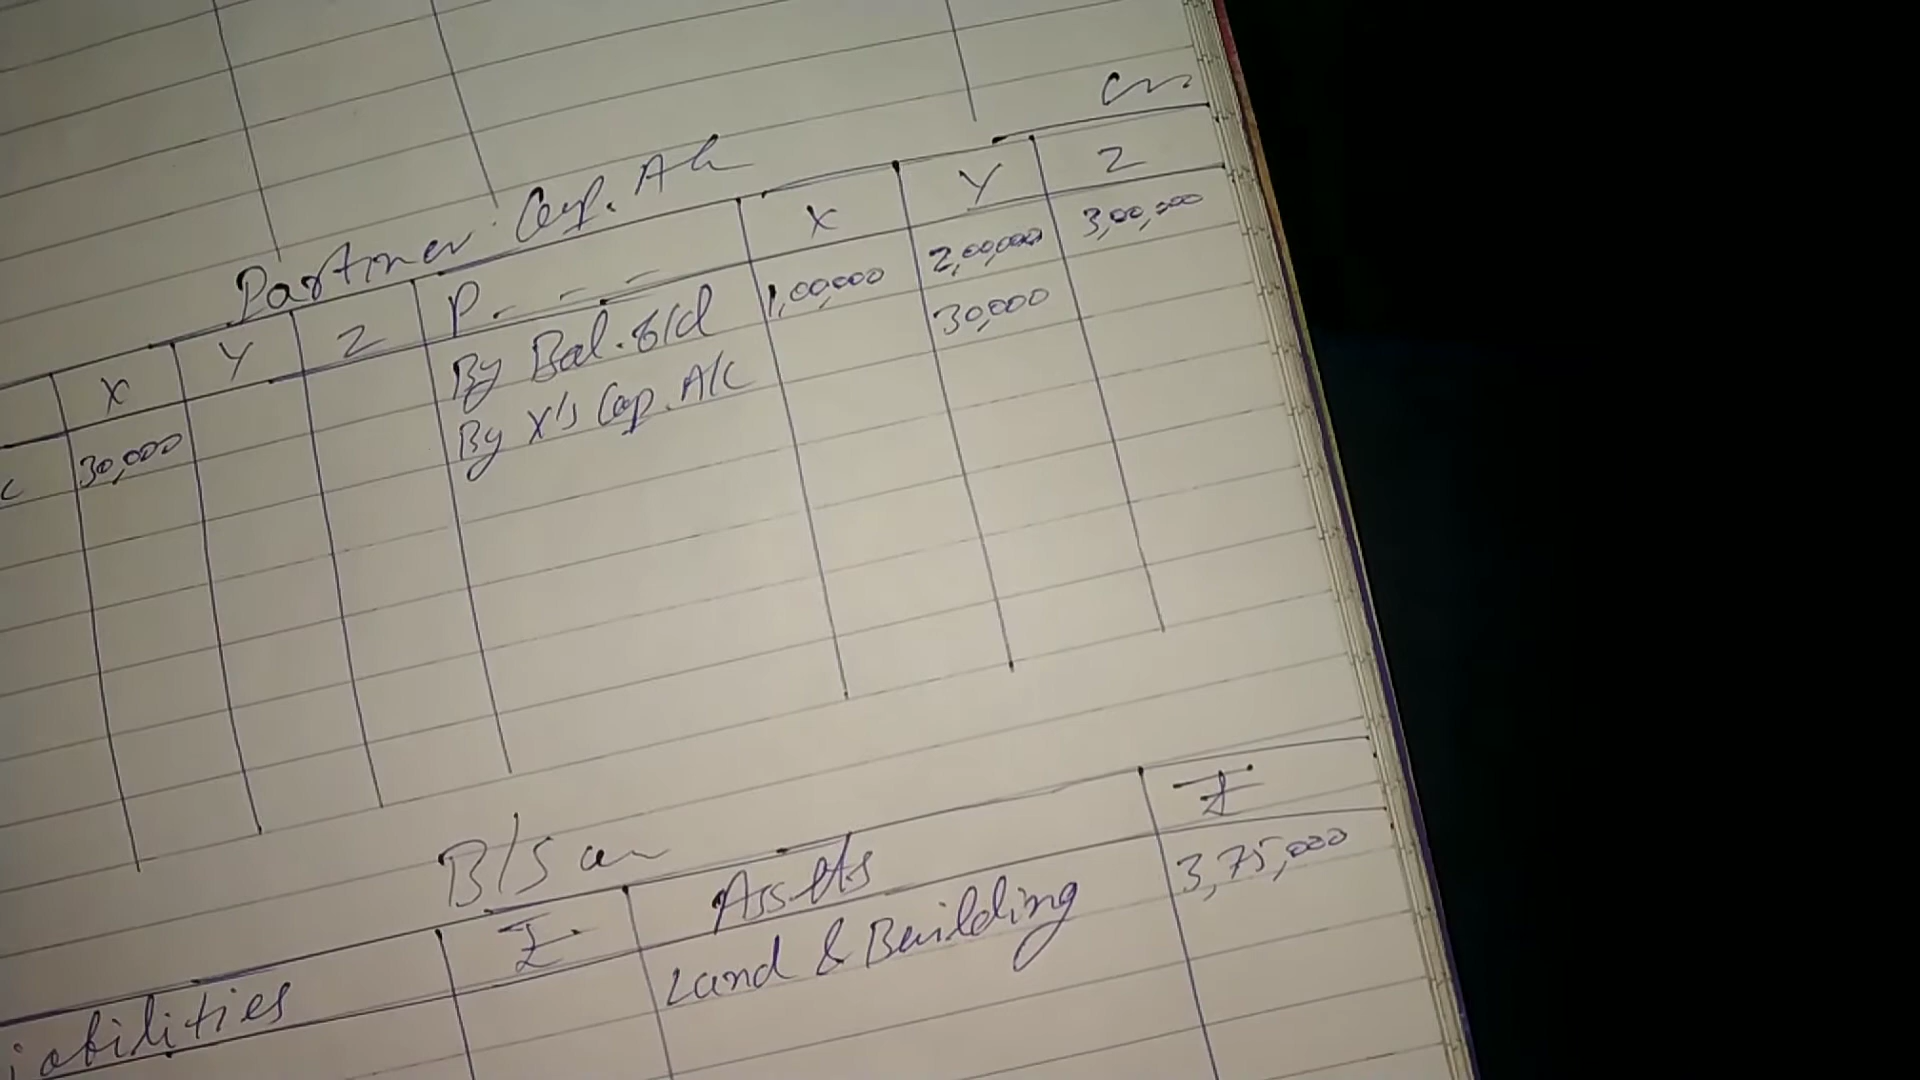 Cr.
Partner Cap. A/c
X Y Z P - - - X Y Z
By Bal. b/d 1,00,000 2,00,000 3,00,000
30,000 By X's Cap. A/c 30,000
B/S as
iabilities ₹ Assets ₹
Land & Building 3,75,000